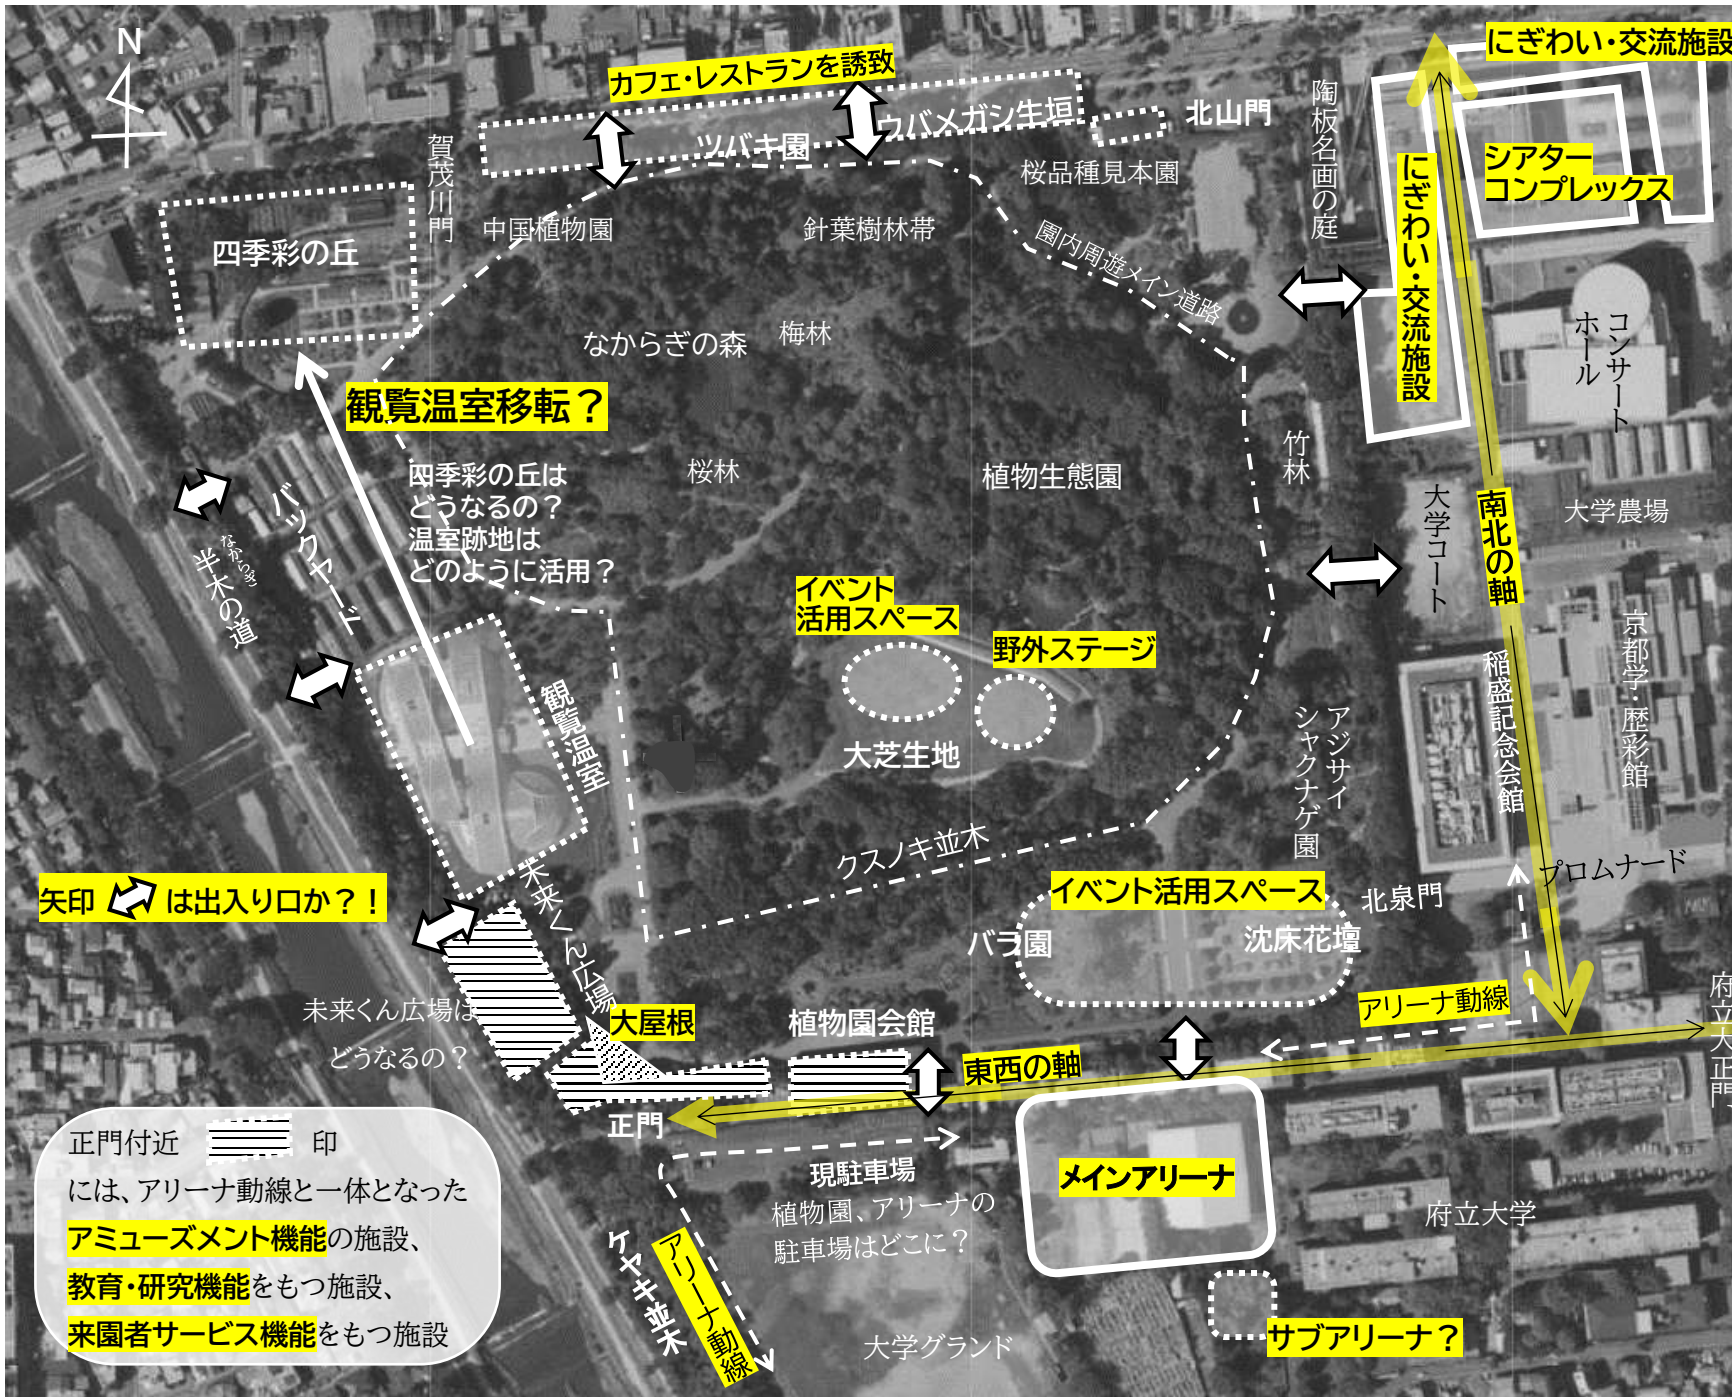 N
カフェ・レストランを誘致
にぎわい・交流施設
賀茂川門
ツバキ園
ウバメガシ生垣
北山門
陶板名画の庭
シアター
コンプレックス
にぎわい・交流施設
桜品種見本園
四季彩の丘
中国植物園
針葉樹林帯
園内周遊メイン道路
コンサート
ホール
なからぎの森
梅林
観覧温室移転？
四季彩の丘は
どうなるの？
温室跡地は
どのように活用？
桜林
植物生態園
竹林
大学コート
南北の軸
大学農場
バックヤード
なからぎ
半木の道
イベント
活用スペース
野外ステージ
京都学・歴彩館
稲盛記念会館
観覧温室
大芝生地
アジサイ
シャクナゲ園
クスノキ並木
プロムナード
矢印
は出入り口か？！
未来くん広場
イベント活用スペース
北泉門
バラ園
沈床花壇
未来くん広場は
どうなるの？
大屋根
植物園会館
アリーナ動線
府立大正門
東西の軸
正門
正門付近
印
には、アリーナ動線と一体となった
アミューズメント機能の施設、
教育・研究機能をもつ施設、
来園者サービス機能をもつ施設
現駐車場
植物園、アリーナの
駐車場はどこに？
メインアリーナ
府立大学
ケヤキ並木
アリーナ動線
大学グランド
サブアリーナ？